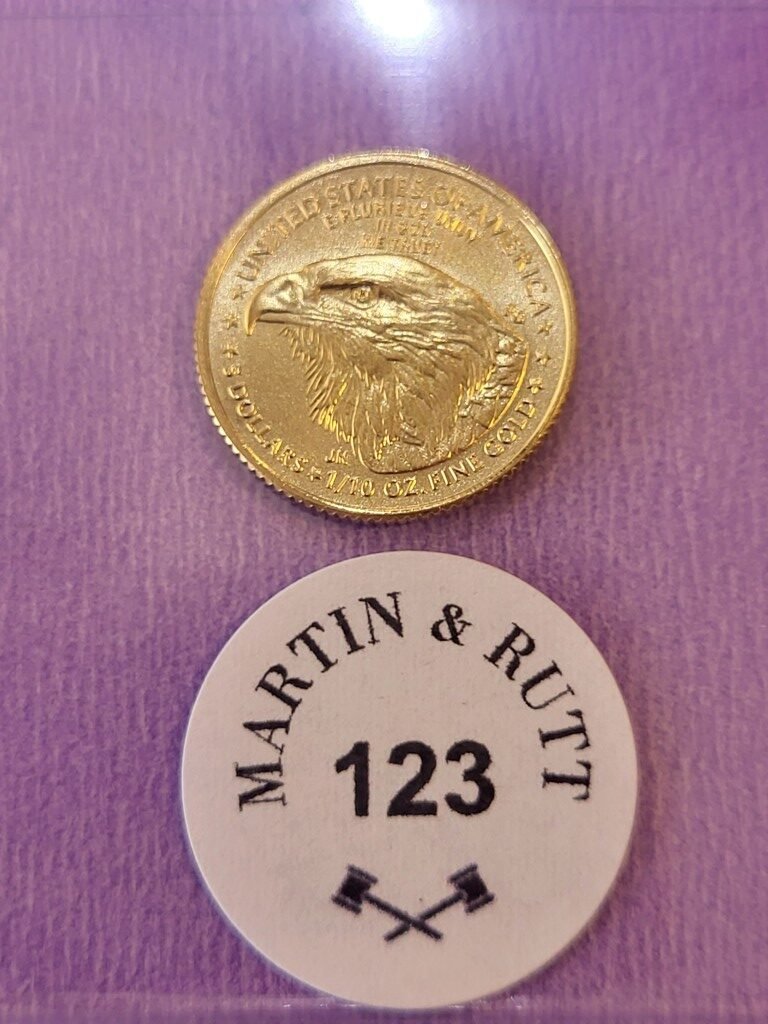 UNITED STATES OF AMERICA
E PLURIBUS UNUM
IN GOD
WE TRUST
5 DOLLARS ★ 1/10 OZ. FINE GOLD
JH
MARTIN & RUTT
123